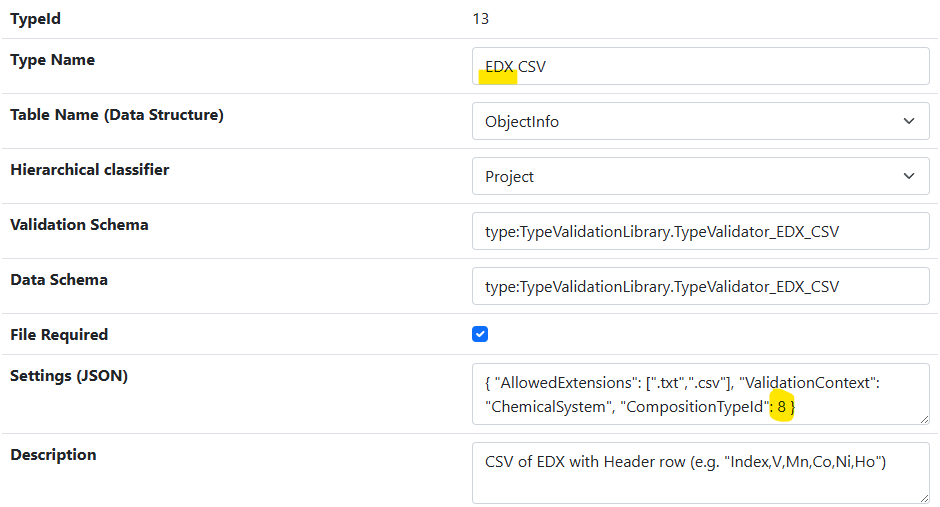 TypeId 13
Type Name EDX CSV
Table Name (Data Structure) ObjectInfo
Hierarchical classifier Project
Validation Schema type:TypeValidationLibrary.TypeValidator_EDX_CSV
Data Schema type:TypeValidationLibrary.TypeValidator_EDX_CSV
File Required
Settings (JSON) { "AllowedExtensions": [".txt",".csv"], "ValidationContext":
"ChemicalSystem", "CompositionTypeId": 8 }
Description CSV of EDX with Header row (e.g. "Index,V,Mn,Co,Ni,Ho")